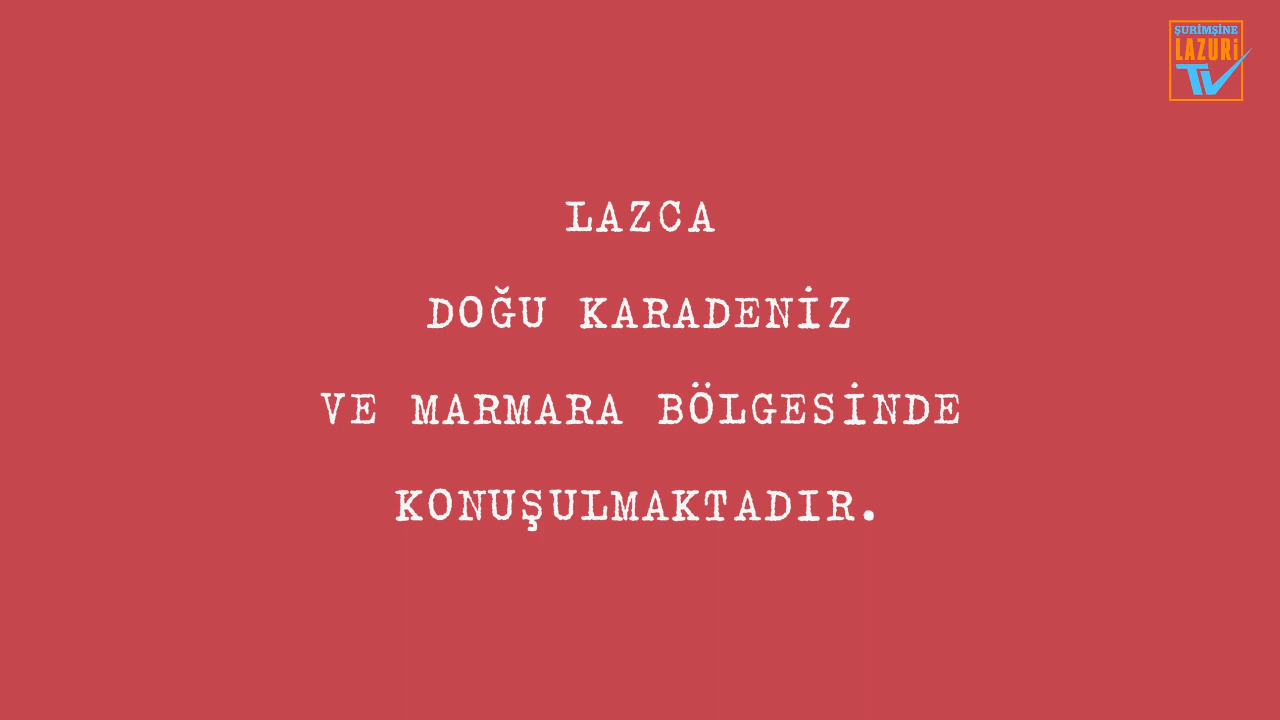 ŞURİMŞİNE
LAZURİ
TV
LAZCA
DOĞU KARADENİZ
VE MARMARA BÖLGESİNDE
KONUŞULMAKTADIR.